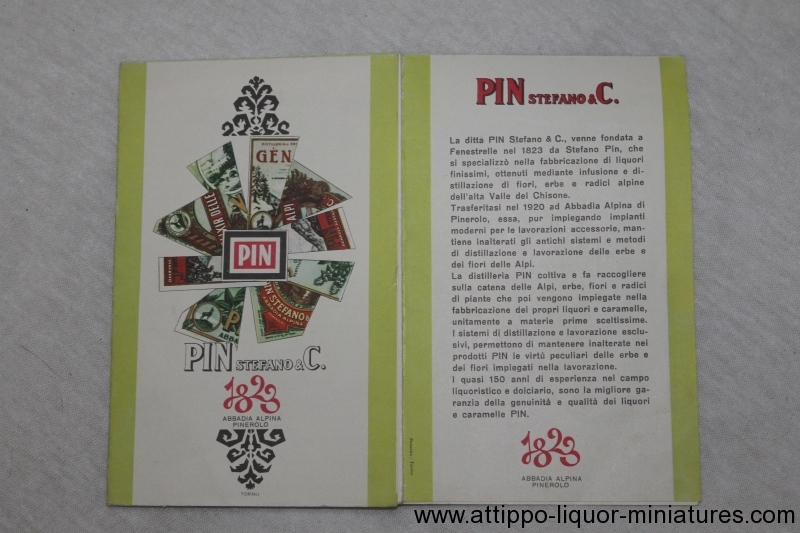 GÉN
ELIXIR DELLE
ALPI
PIN
PIN STEFANO &
ABBADIA ALPINA
PIN STEFANO & C.
1823
ABBADIA ALPINA
PINEROLO
TORINO
PIN STEFANO & C.
La ditta PIN Stefano & C., venne fondata a
Fenestrelle nel 1823 da Stefano Pin, che
si specializzò nella fabbricazione di liquori
finissimi, ottenuti mediante infusione e di-
stillazione di fiori, erbe e radici alpine
dell'alta Valle del Chisone.
Trasferitasi nel 1920 ad Abbadia Alpina di
Pinerolo, essa, pur impiegando impianti
moderni per le lavorazioni accessorie, man-
tiene inalterati gli antichi sistemi e metodi
di distillazione e lavorazione delle erbe e
dei fiori delle Alpi.
La distilleria PIN coltiva e fa raccogliere
sulla catena delle Alpi, erbe, fiori e radici
di piante che poi vengono impiegate nella
fabbricazione dei propri liquori e caramelle,
unitamente a materie prime sceltissime.
I sistemi di distillazione e lavorazione esclu-
sivi, permettono di mantenere inalterate nei
prodotti PIN le virtù peculiari delle erbe e
dei fiori impiegati nella lavorazione.
I quasi 150 anni di esperienza nel campo
liquoristico e dolciario, sono la migliore ga-
ranzia della genuinità e qualità dei liquori
e caramelle PIN.
1823
ABBADIA ALPINA
PINEROLO
www.attippo-liquor-miniatures.com